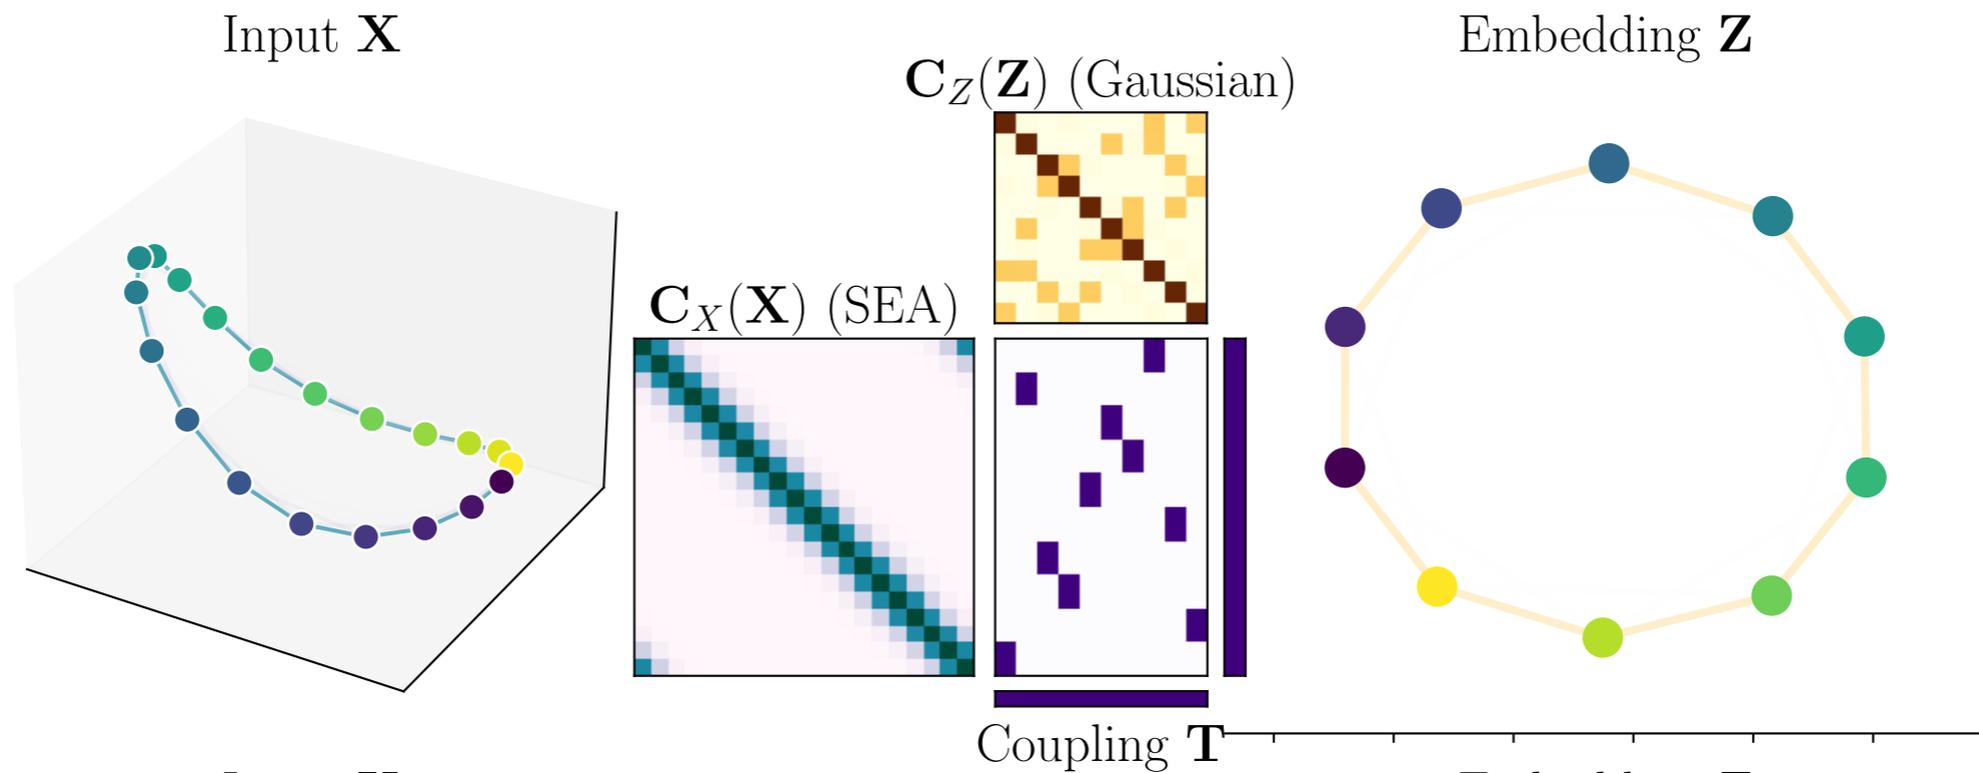 Input X
Embedding Z
C_Z(Z) (Gaussian)
C_X(X) (SEA)
Coupling T